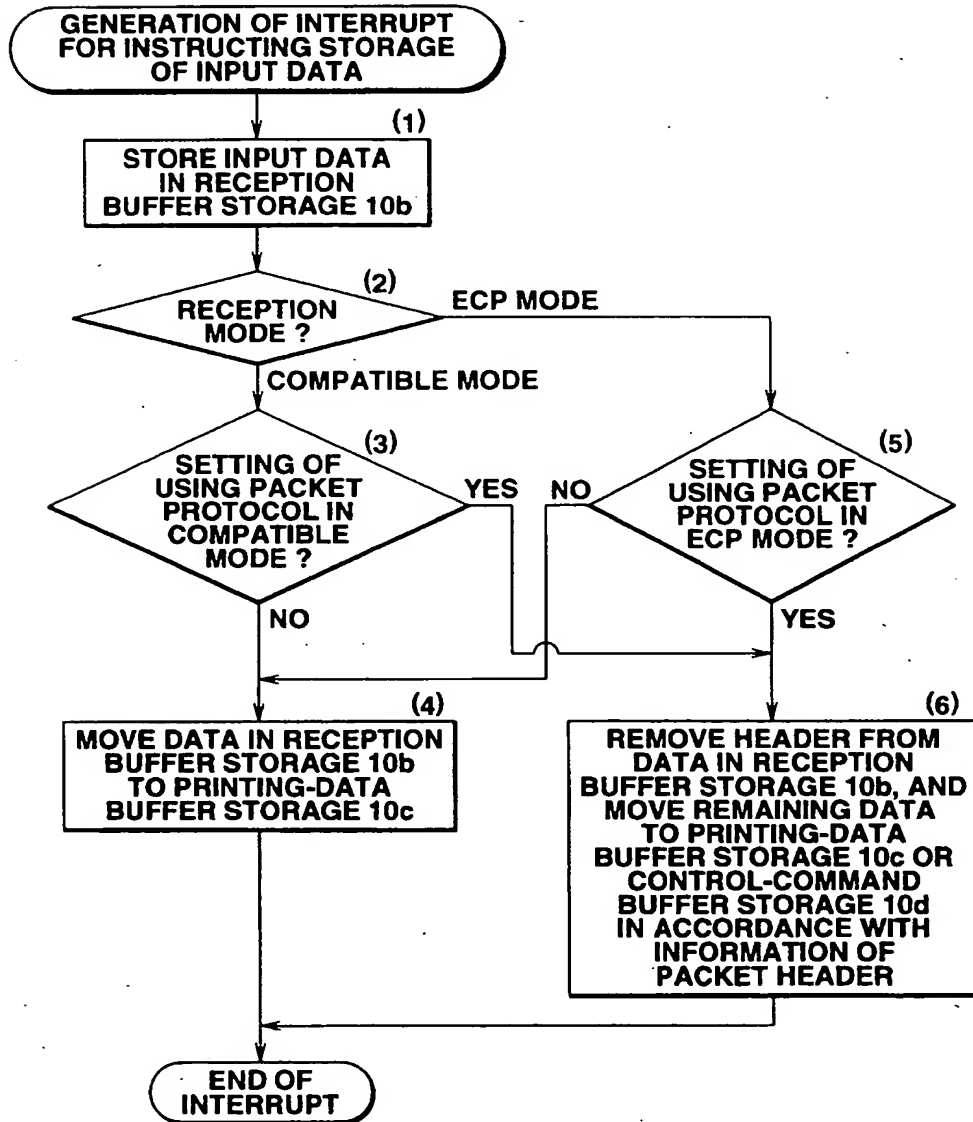 GENERATION OF INTERRUPT
FOR INSTRUCTING STORAGE
OF INPUT DATA
(1)
STORE INPUT DATA
IN RECEPTION
BUFFER STORAGE 10b
(2)
RECEPTION
MODE ?
ECP MODE
COMPATIBLE MODE
(3)
SETTING OF
USING PACKET
PROTOCOL IN
COMPATIBLE
MODE ?
YES
NO
(5)
SETTING OF
USING PACKET
PROTOCOL IN
ECP MODE ?
NO
YES
(4)
MOVE DATA IN RECEPTION
BUFFER STORAGE 10b
TO PRINTING-DATA
BUFFER STORAGE 10c
(6)
REMOVE HEADER FROM
DATA IN RECEPTION
BUFFER STORAGE 10b, AND
MOVE REMAINING DATA
TO PRINTING-DATA
BUFFER STORAGE 10c OR
CONTROL-COMMAND
BUFFER STORAGE 10d
IN ACCORDANCE WITH
INFORMATION OF
PACKET HEADER
END OF
INTERRUPT